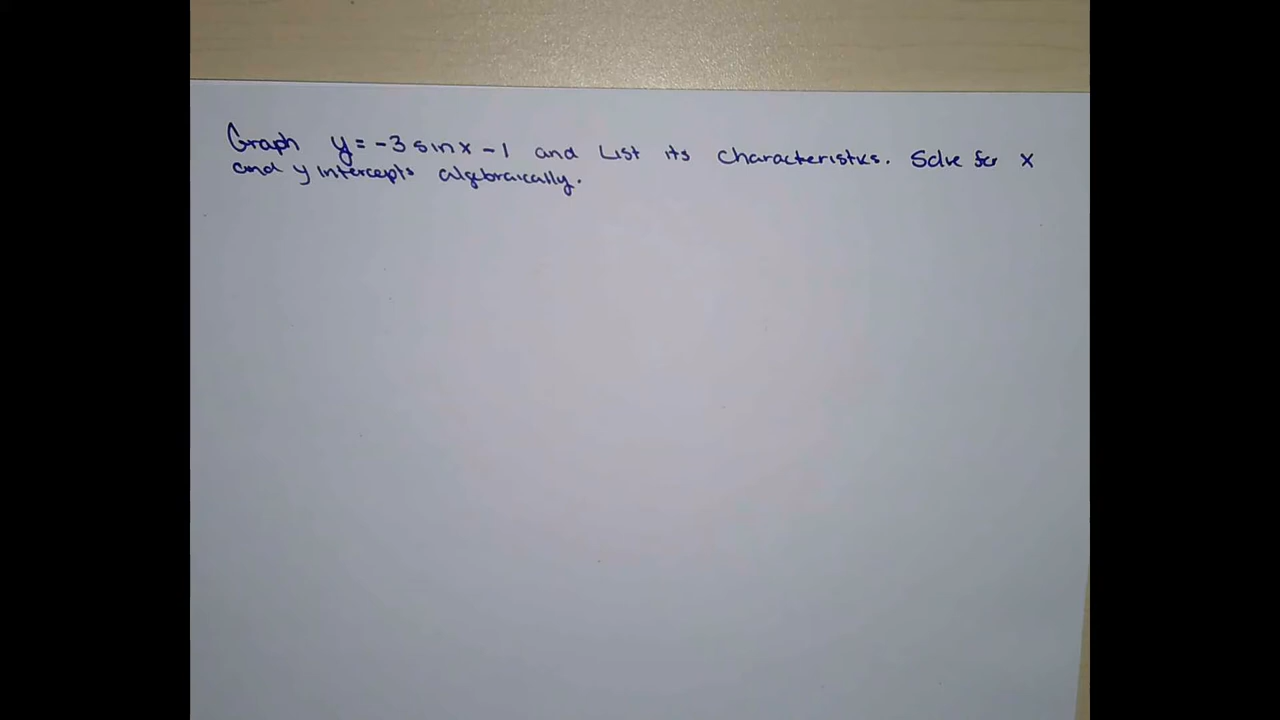 Graph y = -3 sin x - 1 and List its characteristics. Solve for x
and y intercepts algebraically.